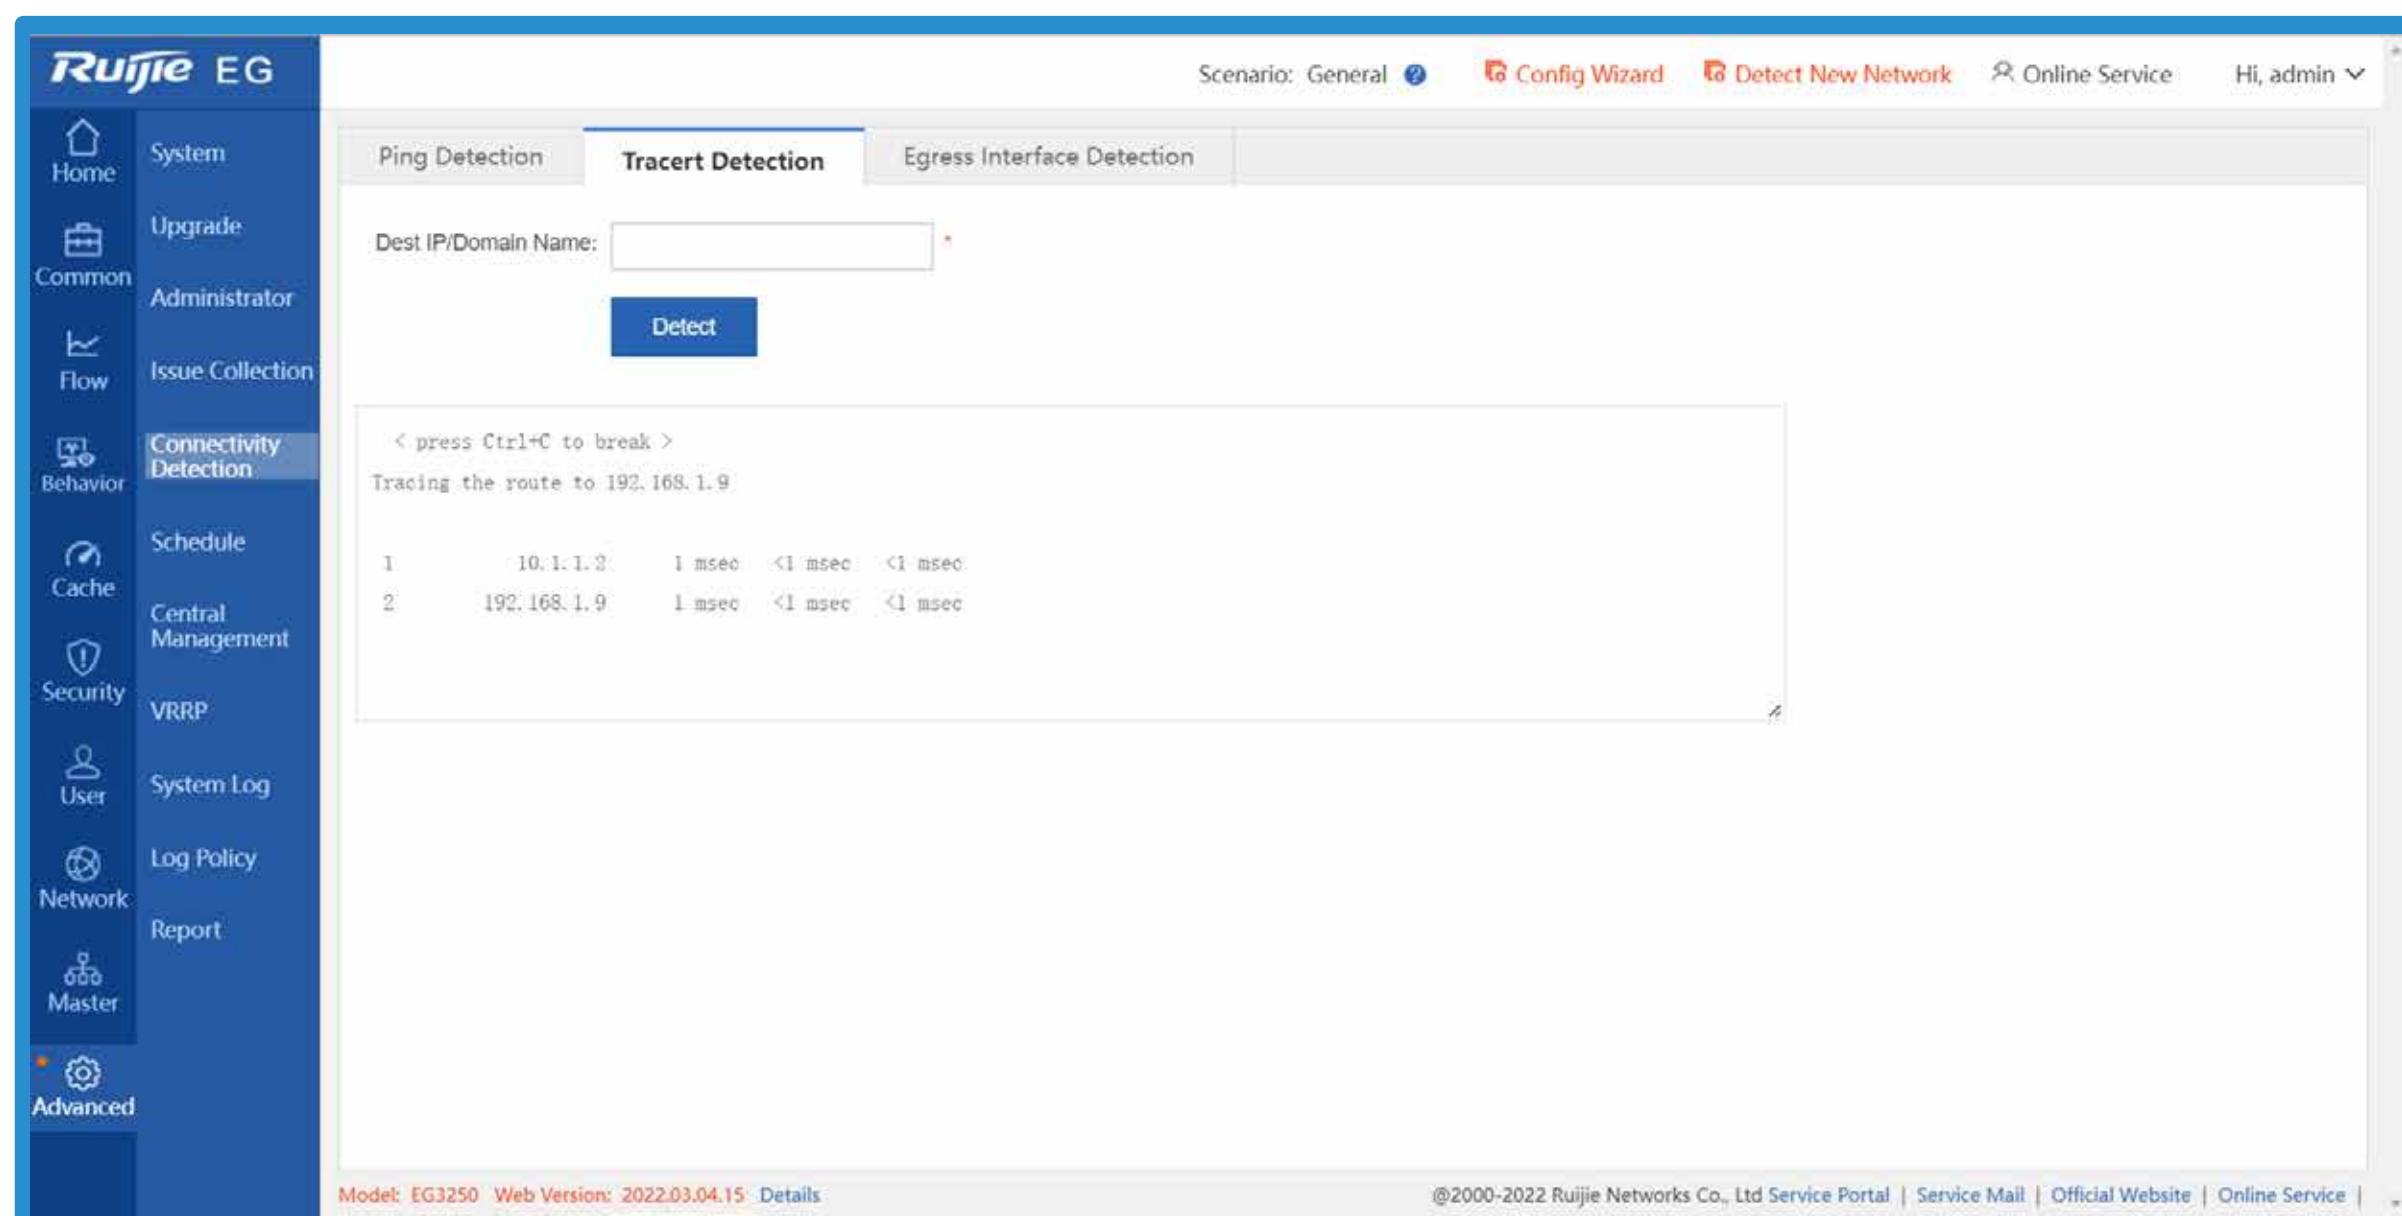 Ruijie EG
Scenario: General ? Config Wizard Detect New Network Online Service Hi, admin
Home
Common
Flow
Behavior
Cache
Security
User
Network
Master
Advanced
System
Upgrade
Administrator
Issue Collection
Connectivity
Detection
Schedule
Central
Management
VRRP
System Log
Log Policy
Report
Ping Detection Tracert Detection Egress Interface Detection
Dest IP/Domain Name: *
Detect
< press Ctrl+C to break >
Tracing the route to 192.168.1.9
1 10.1.1.2 1 msec <1 msec <1 msec
2 192.168.1.9 1 msec <1 msec <1 msec
Model: EG3250 Web Version: 2022.03.04.15 Details
@2000-2022 Ruijie Networks Co., Ltd Service Portal | Service Mail | Official Website | Online Service |